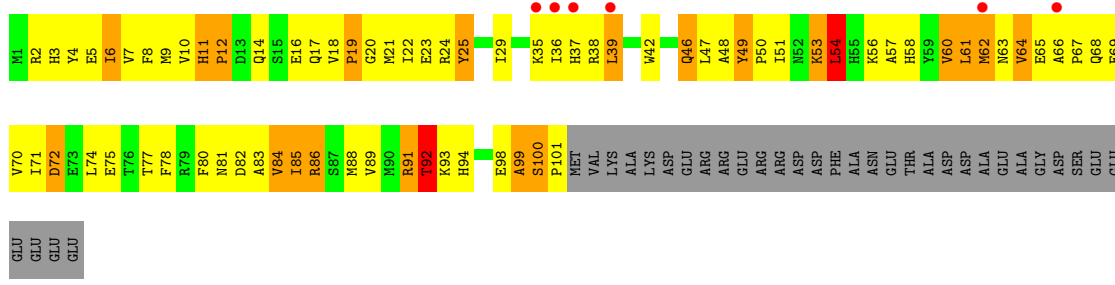 M1 R2 H3 Y4 E5 I6 V7 F8 M9 V10 H11 P12 D13 Q14 S15 E16 Q17 V18 P19 G20 M21 I22 E23 R24 Y25 I29 K35 I36 H37 R38 L39 W42 Q46 L47 A48 Y49 P50 I51 N52 K53 L54 H55 K56 A57 H58 Y59 V60 L61 M62 N63 V64 E65 A66 P67 Q68
V70 I71 D72 E73 L74 E75 T76 T77 F78 R79 F80 N81 D82 A83 V84 I85 R86 S87 M88 V89 M90 R91 T92 K93 H94 E98 A99 S100 P101 MET VAL LYS ALA LYS ASP GLU ARG ARG GLU ARG ARG ASP ASP PHE ALA ASN GLU THR ALA ASP ASP ALA GLU ALA GLY ASP SER GLU
GLU GLU GLU GLU